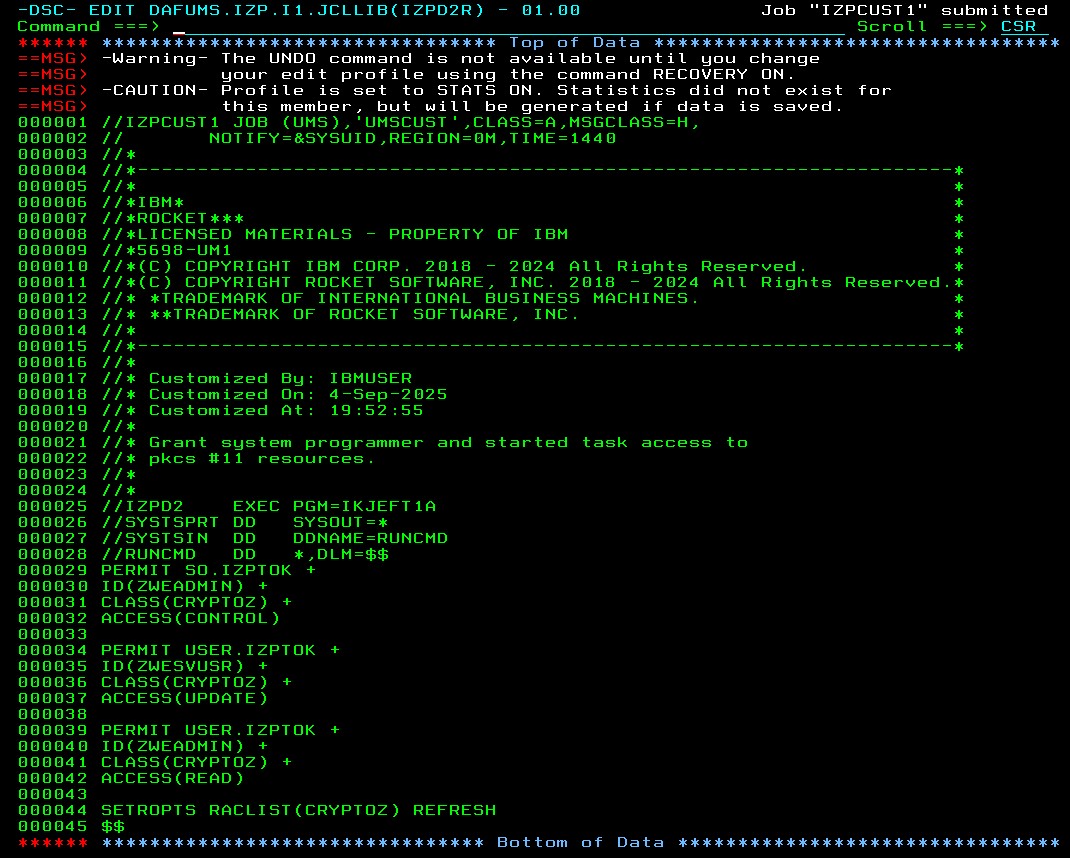 -DSC- EDIT DAFUMS.IZP.I1.JCLLIB(IZPD2R) - 01.00 Job "IZPCUST1" submitted
Command ===> Scroll ===> CSR
****** ********************************* Top of Data **********************************
==MSG> -Warning- The UNDO command is not available until you change
==MSG> your edit profile using the command RECOVERY ON.
==MSG> -CAUTION- Profile is set to STATS ON. Statistics did not exist for
==MSG> this member, but will be generated if data is saved.
000001 //IZPCUST1 JOB (UMS),'UMSCUST',CLASS=A,MSGCLASS=H,
000002 // NOTIFY=&SYSUID,REGION=0M,TIME=1440
000003 //*
000004 //*--------------------------------------------------------------------*
000005 //* *
000006 //*IBM* *
000007 //*ROCKET*** *
000008 //*LICENSED MATERIALS - PROPERTY OF IBM *
000009 //*5698-UM1 *
000010 //*(C) COPYRIGHT IBM CORP. 2018 - 2024 All Rights Reserved. *
000011 //*(C) COPYRIGHT ROCKET SOFTWARE, INC. 2018 - 2024 All Rights Reserved.*
000012 //* *TRADEMARK OF INTERNATIONAL BUSINESS MACHINES. *
000013 //* **TRADEMARK OF ROCKET SOFTWARE, INC. *
000014 //* *
000015 //*--------------------------------------------------------------------*
000016 //*
000017 //* Customized By: IBMUSER
000018 //* Customized On: 4-Sep-2025
000019 //* Customized At: 19:52:55
000020 //*
000021 //* Grant system programmer and started task access to
000022 //* pkcs #11 resources.
000023 //*
000024 //*
000025 //IZPD2 EXEC PGM=IKJEFT1A
000026 //SYSTSPRT DD SYSOUT=*
000027 //SYSTSIN DD DDNAME=RUNCMD
000028 //RUNCMD DD *,DLM=$$
000029 PERMIT SO.IZPTOK +
000030 ID(ZWEADMIN) +
000031 CLASS(CRYPTOZ) +
000032 ACCESS(CONTROL)
000033
000034 PERMIT USER.IZPTOK +
000035 ID(ZWESVUSR) +
000036 CLASS(CRYPTOZ) +
000037 ACCESS(UPDATE)
000038
000039 PERMIT USER.IZPTOK +
000040 ID(ZWEADMIN) +
000041 CLASS(CRYPTOZ) +
000042 ACCESS(READ)
000043
000044 SETROPTS RACLIST(CRYPTOZ) REFRESH
000045 $$
****** ******************************** Bottom of Data ********************************